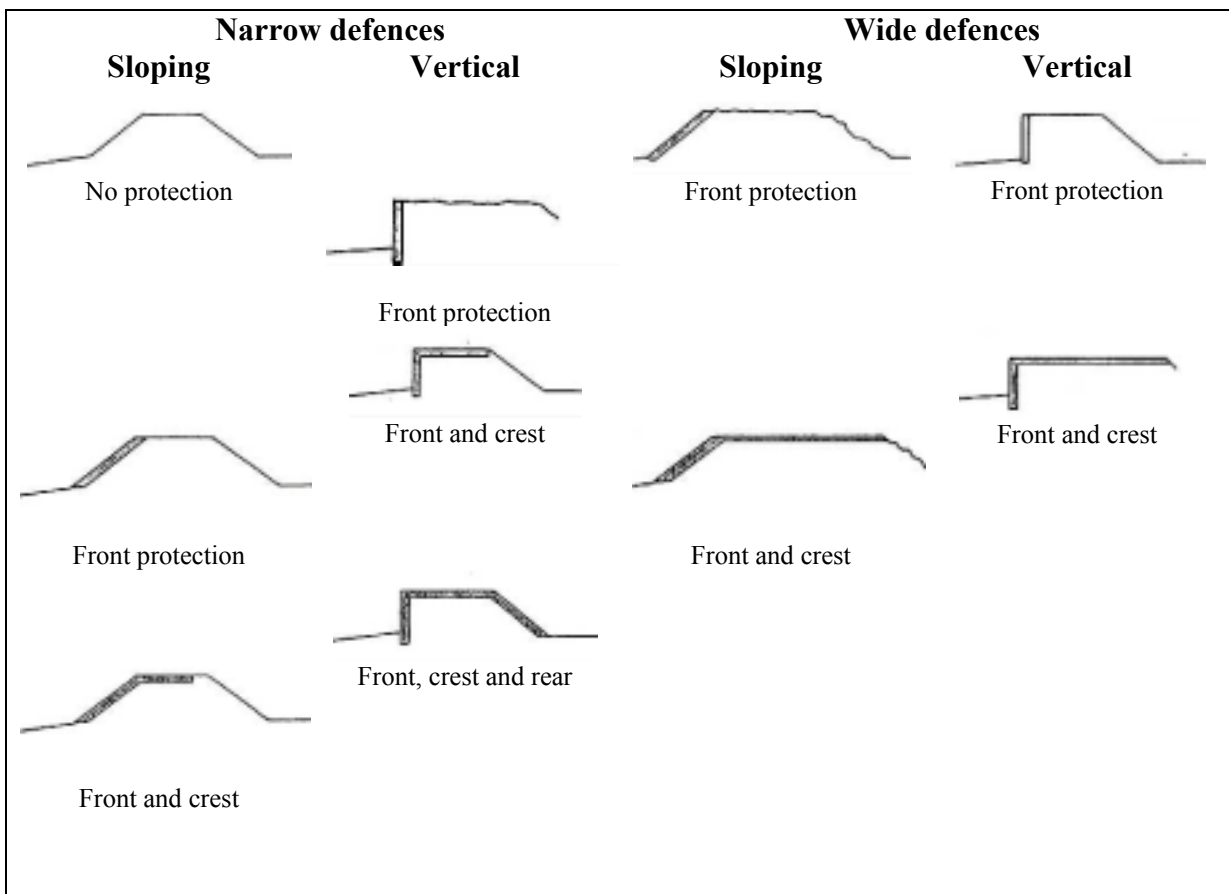 Narrow defences
Wide defences
Sloping
Vertical
Sloping
Vertical
No protection
Front protection
Front protection
Front protection
Front and crest
Front and crest
Front protection
Front and crest
Front, crest and rear
Front and crest